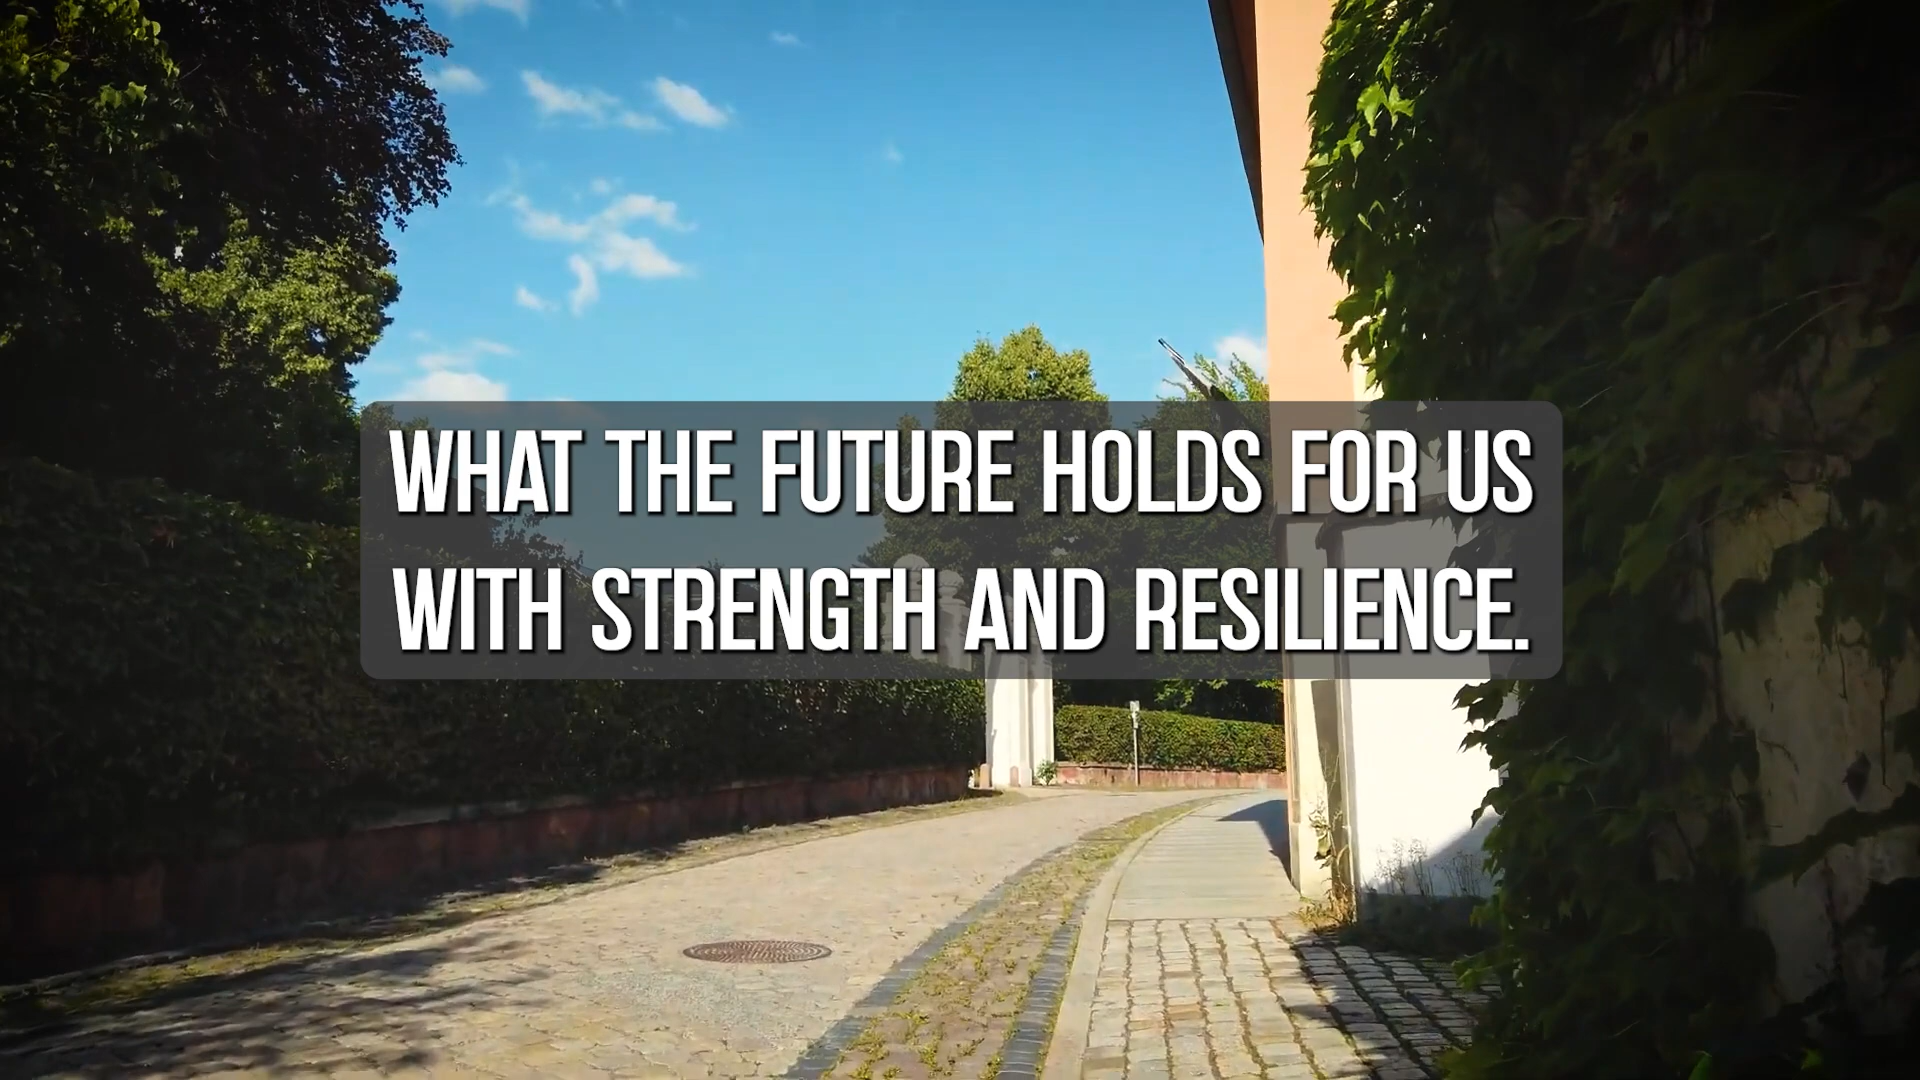 WHAT THE FUTURE HOLDS FOR US
WITH STRENGTH AND RESILIENCE.